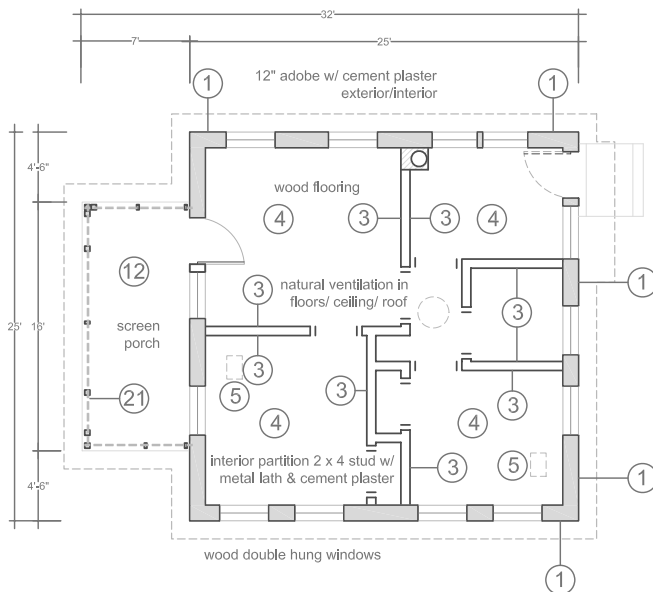 32'
7'
25'
12" adobe w/ cement plaster
exterior/interior
1
1
4'-6"
wood flooring
4
3
3
4
12
natural ventilation in
floors/ ceiling/ roof
3
1
3
25'
16'
screen
porch
3
5
3
3
21
4
4
3
5
interior partition 2 x 4 stud w/
metal lath & cement plaster
1
4'-6"
wood double hung windows
1